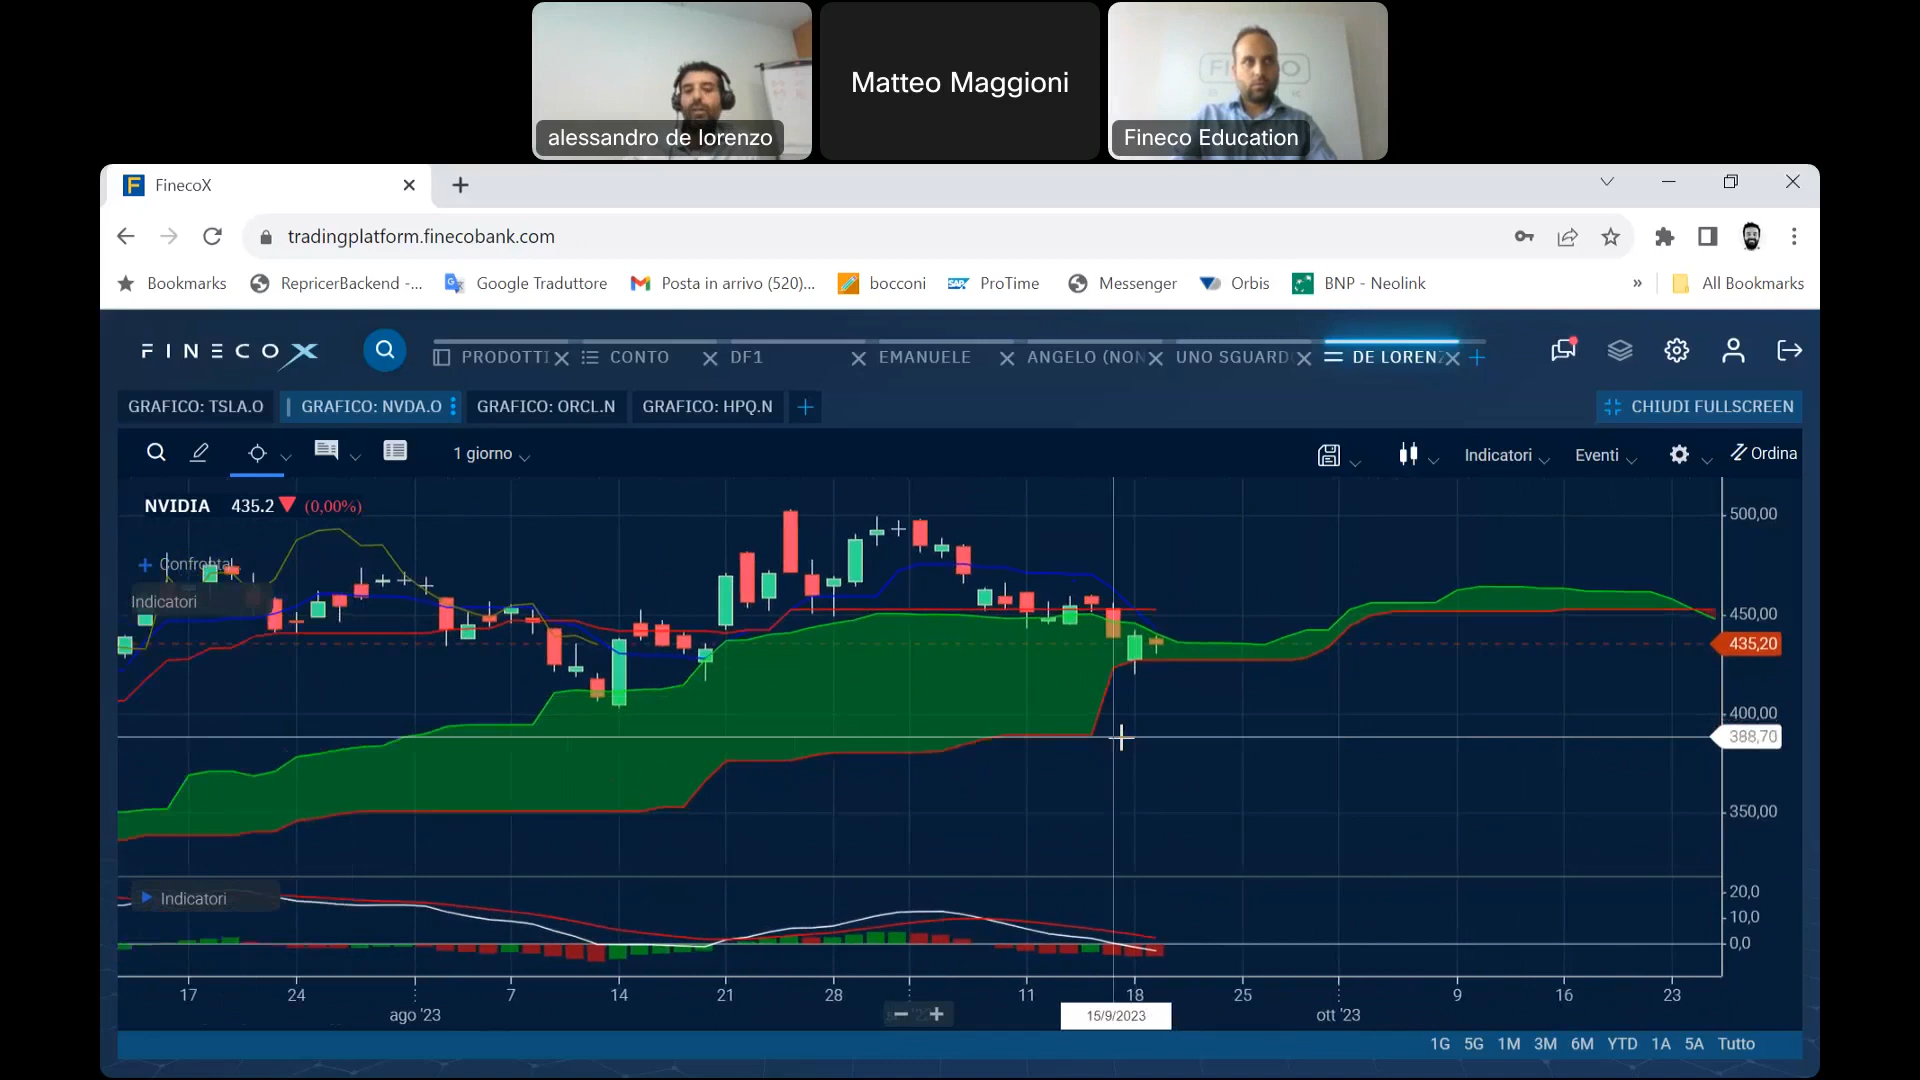 Matteo Maggioni
alessandro de lorenzo
Fineco Education
FinecoX
tradingplatform.finecobank.com
Bookmarks RepricerBackend -... Google Traduttore Posta in arrivo (520)... bocconi ProTime Messenger Orbis BNP - Neolink » All Bookmarks
FINECOX PRODOTTI CONTO DF1 EMANUELE ANGELO (NON UNO SGUARD DE LOREN
GRAFICO: TSLA.O GRAFICO: NVDA.O GRAFICO: ORCL.N GRAFICO: HPQ.N CHIUDI FULLSCREEN
1 giorno Indicatori Eventi Ordina
NVIDIA 435.2 (0,00%)
500,00
+ Confronta
Indicatori
450,00
435,20
400,00
388,70
350,00
Indicatori
20,0
10,0
0,0
17 24 7 14 21 28 11 18 25 9 16 23
ago '23 15/9/2023 ott '23
1G 5G 1M 3M 6M YTD 1A 5A Tutto